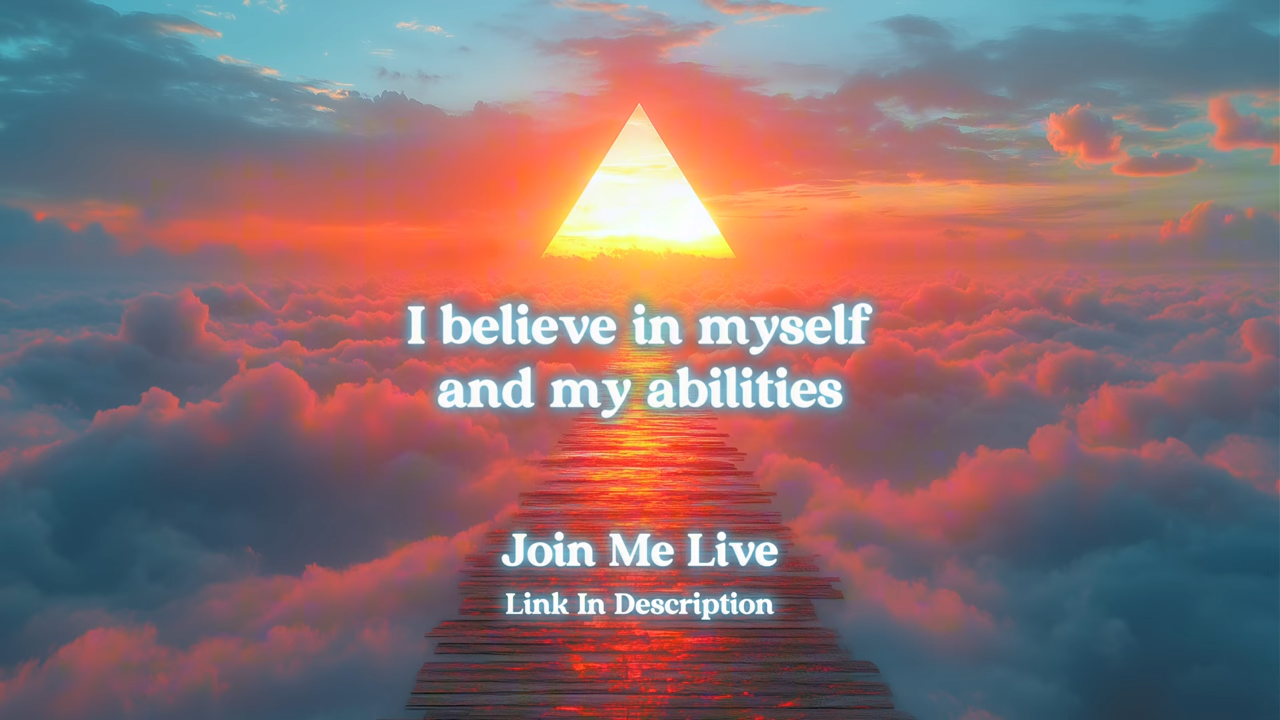 I believe in myself
and my abilities
Join Me Live
Link In Description